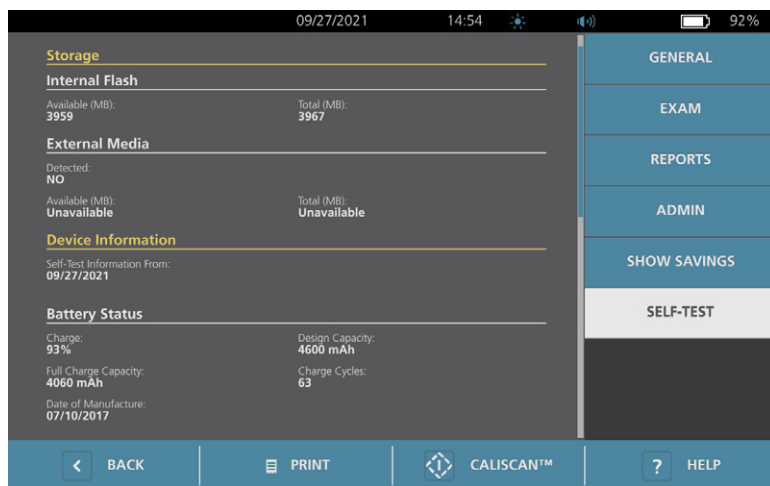 09/27/2021 14:54 92%
Storage
Internal Flash
Available (MB): Total (MB):
3959 3967
External Media
Detected:
NO
Available (MB): Total (MB):
Unavailable Unavailable
Device Information
Self-Test Information From:
09/27/2021
Battery Status
Charge: Design Capacity:
93% 4600 mAh
Full Charge Capacity: Charge Cycles:
4060 mAh 63
Date of Manufacture:
07/10/2017
GENERAL
EXAM
REPORTS
ADMIN
SHOW SAVINGS
SELF-TEST
BACK PRINT CALISCAN™ ? HELP